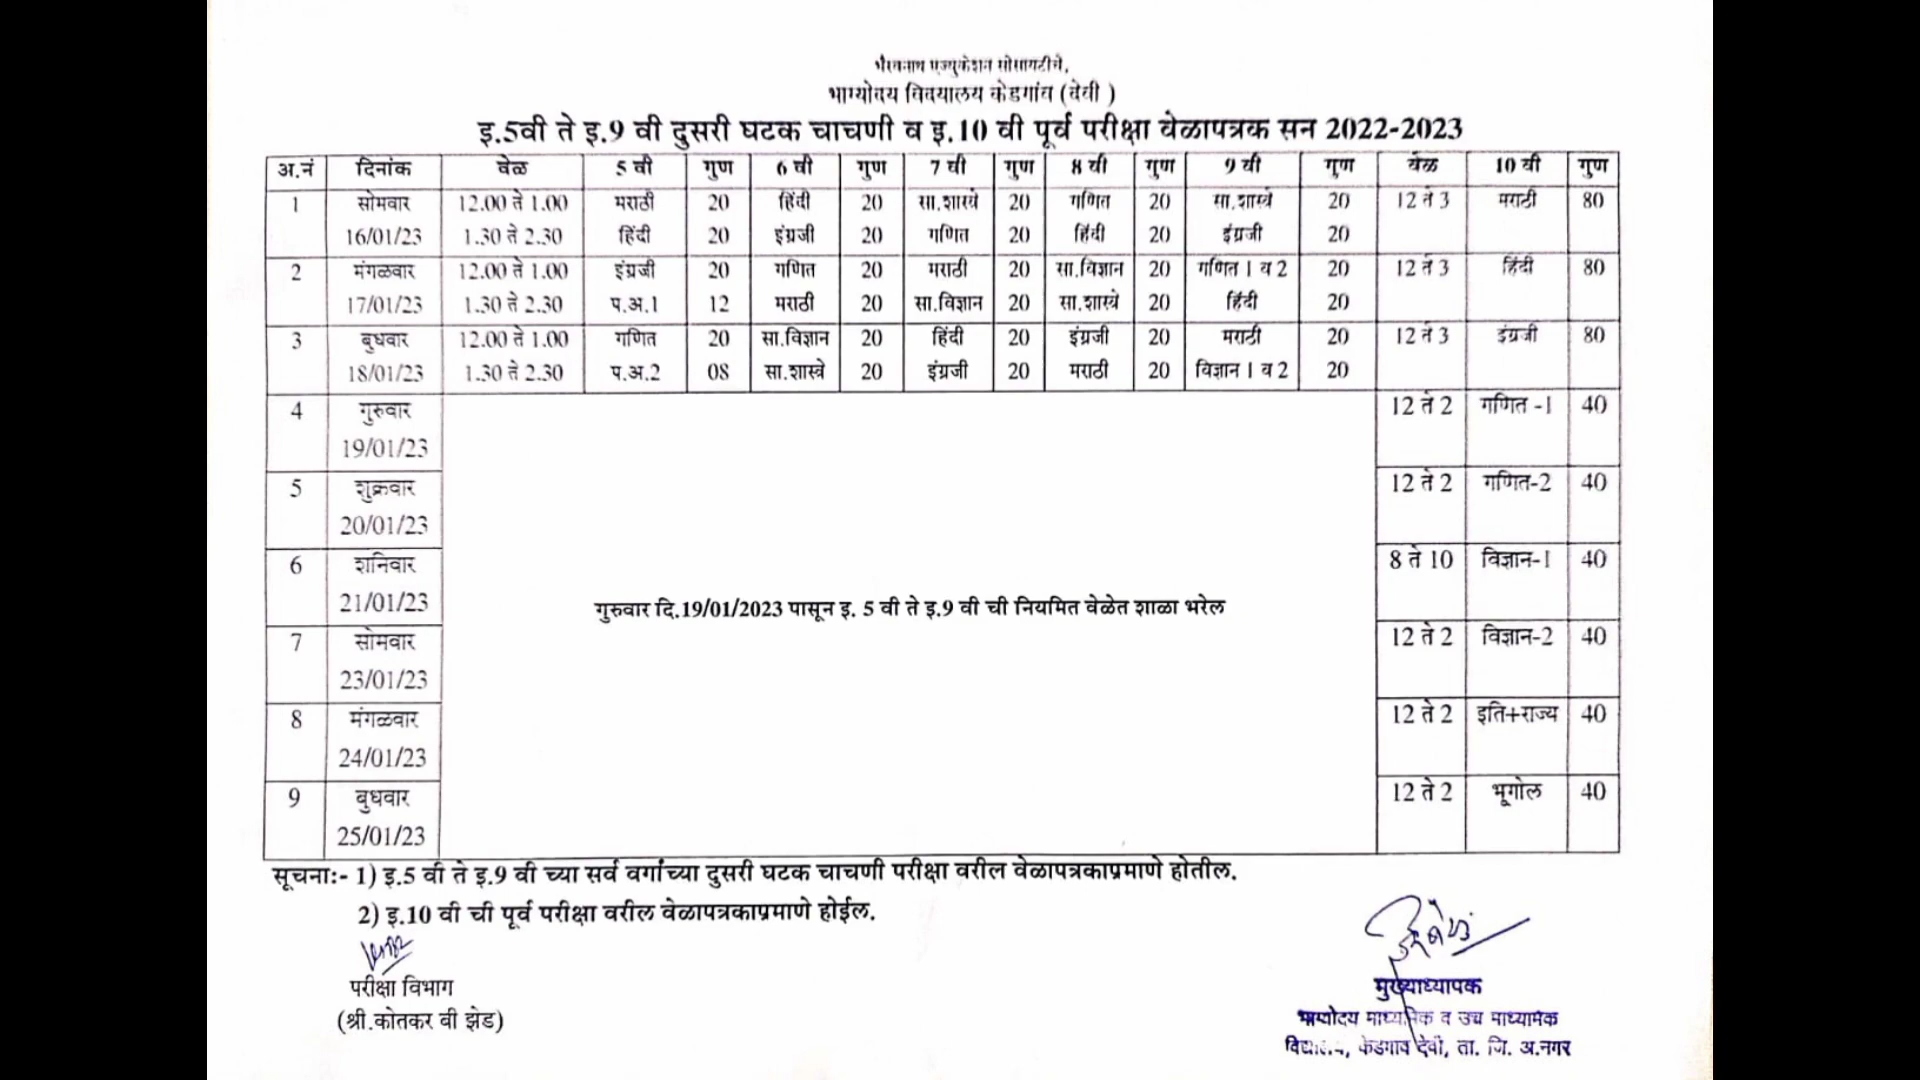 भैरवनाथ एज्युकेशन सोसायटीचे,
भाग्योदय विदयालय केडगांव (देवी )
इ.5वी ते इ.9 वी दुसरी घटक चाचणी व इ.10 वी पूर्व परीक्षा वेळापत्रक सन 2022-2023
अ.नं दिनांक वेळ 5 वी गुण 6 वी गुण 7 वी गुण 8 वी गुण 9 वी गुण वेळ 10 वी गुण
1 सोमवार 12.00 ते 1.00 मराठी 20 हिंदी 20 सा.शास्त्रे 20 गणित 20 सा.शास्त्रे 20 12 ते 3 मराठी 80
16/01/23 1.30 ते 2.30 हिंदी 20 इंग्रजी 20 गणित 20 हिंदी 20 इंग्रजी 20
2 मंगळवार 12.00 ते 1.00 इंग्रजी 20 गणित 20 मराठी 20 सा.विज्ञान 20 गणित 1 व 2 20 12 ते 3 हिंदी 80
17/01/23 1.30 ते 2.30 प.अ.1 12 मराठी 20 सा.विज्ञान 20 सा.शास्त्रे 20 हिंदी 20
3 बुधवार 12.00 ते 1.00 गणित 20 सा.विज्ञान 20 हिंदी 20 इंग्रजी 20 मराठी 20 12 ते 3 इंग्रजी 80
18/01/23 1.30 ते 2.30 प.अ.2 08 सा.शास्त्रे 20 इंग्रजी 20 मराठी 20 विज्ञान 1 व 2 20
4 गुरुवार 12 ते 2 गणित -1 40
19/01/23
5 शुक्रवार 12 ते 2 गणित-2 40
20/01/23
6 शनिवार 8 ते 10 विज्ञान-1 40
21/01/23
गुरुवार दि.19/01/2023 पासून इ. 5 वी ते इ.9 वी ची नियमित वेळेत शाळा भरेल
7 सोमवार 12 ते 2 विज्ञान-2 40
23/01/23
8 मंगळवार 12 ते 2 इति+राज्य 40
24/01/23
9 बुधवार 12 ते 2 भूगोल 40
25/01/23
सूचनाः- 1) इ.5 वी ते इ.9 वी च्या सर्व वर्गांच्या दुसरी घटक चाचणी परीक्षा वरील वेळापत्रकाप्रमाणे होतील.
2) इ.10 वी ची पूर्व परीक्षा वरील वेळापत्रकाप्रमाणे होईल.
परीक्षा विभाग
(श्री.कोतकर बी झेड)
मुख्याध्यापक
भाग्योदय माध्यमिक व उच्च माध्यमिक
केडगाव देवी, ता. जि. अ.नगर